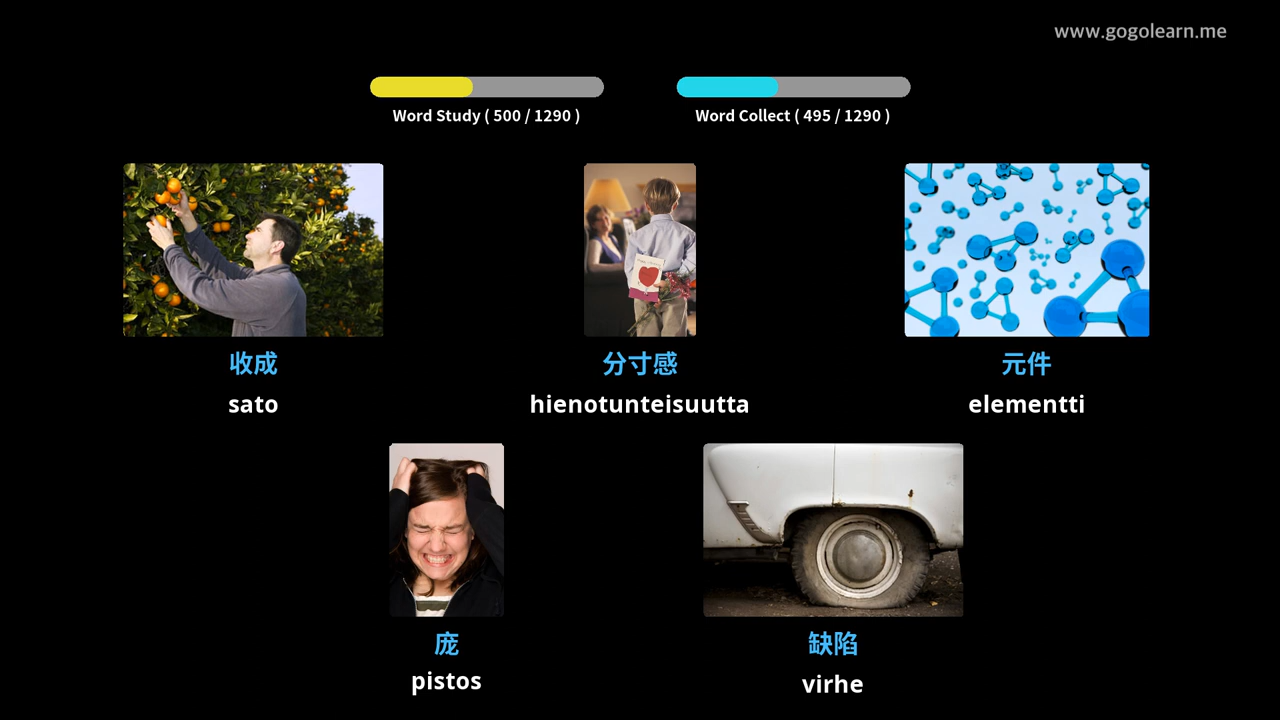 www.gogolearn.me
Word Study ( 500 / 1290 )
Word Collect ( 495 / 1290 )
收成
分寸感
元件
sato
hienotunteisuutta
elementti
庞
缺陷
pistos
virhe